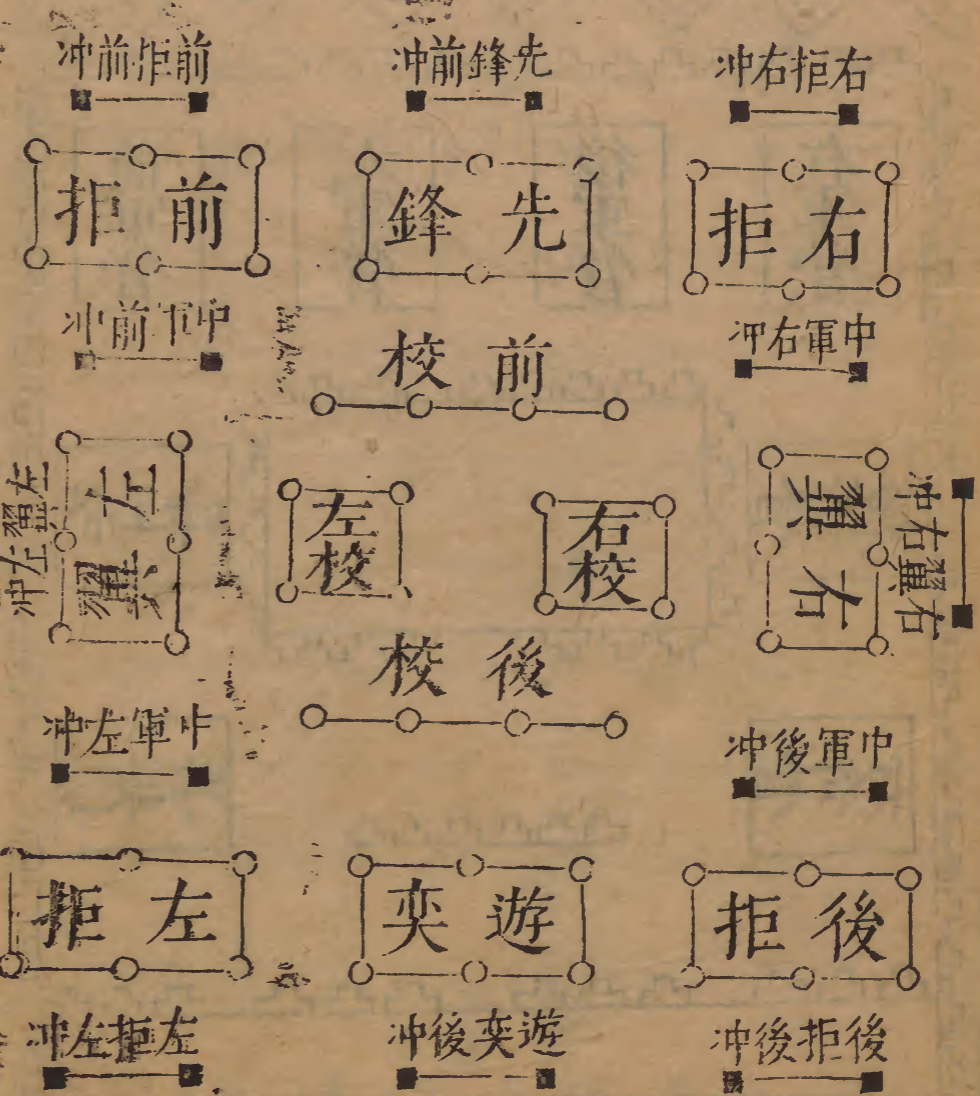 右拒右冲
先鋒前冲
前拒前冲
右拒
先鋒
前拒
中軍右冲
前校
中軍前冲
右翼右冲
右翼
右校
左校
左翼
左翼左冲
後校
中軍後冲
中軍左冲
後拒
遊奕
左拒
後拒後冲
遊奕後冲
左拒左冲